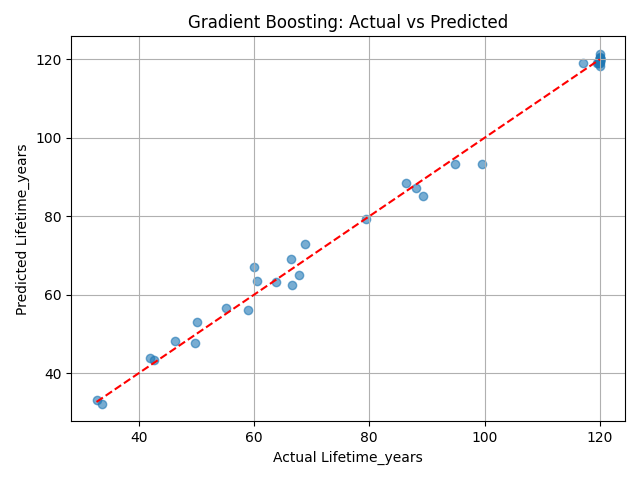 Gradient Boosting: Actual vs Predicted
120
100
80
60
40
Predicted Lifetime_years
40 60 80 100 120
Actual Lifetime_years